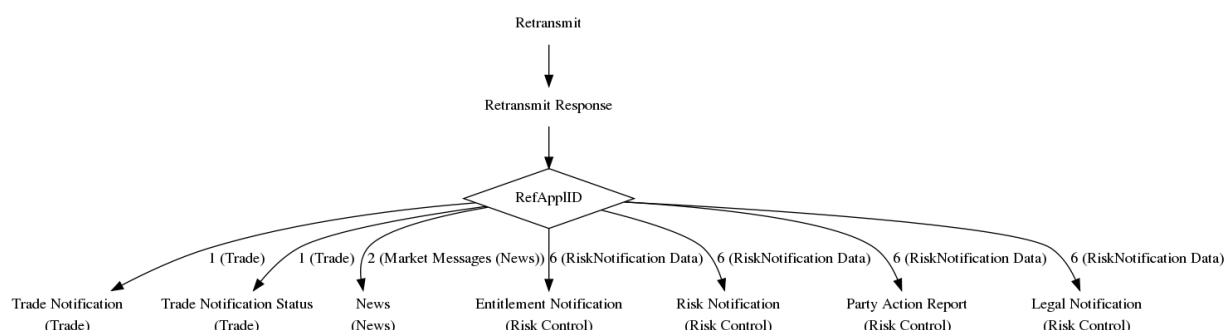 Retransmit
Retransmit Response
RefApplID
1 (Trade)
1 (Trade)
2 (Market Messages (News))
6 (RiskNotification Data)
6 (RiskNotification Data)
6 (RiskNotification Data)
6 (RiskNotification Data)
Trade Notification
(Trade)
Trade Notification Status
(Trade)
News
(News)
Entitlement Notification
(Risk Control)
Risk Notification
(Risk Control)
Party Action Report
(Risk Control)
Legal Notification
(Risk Control)